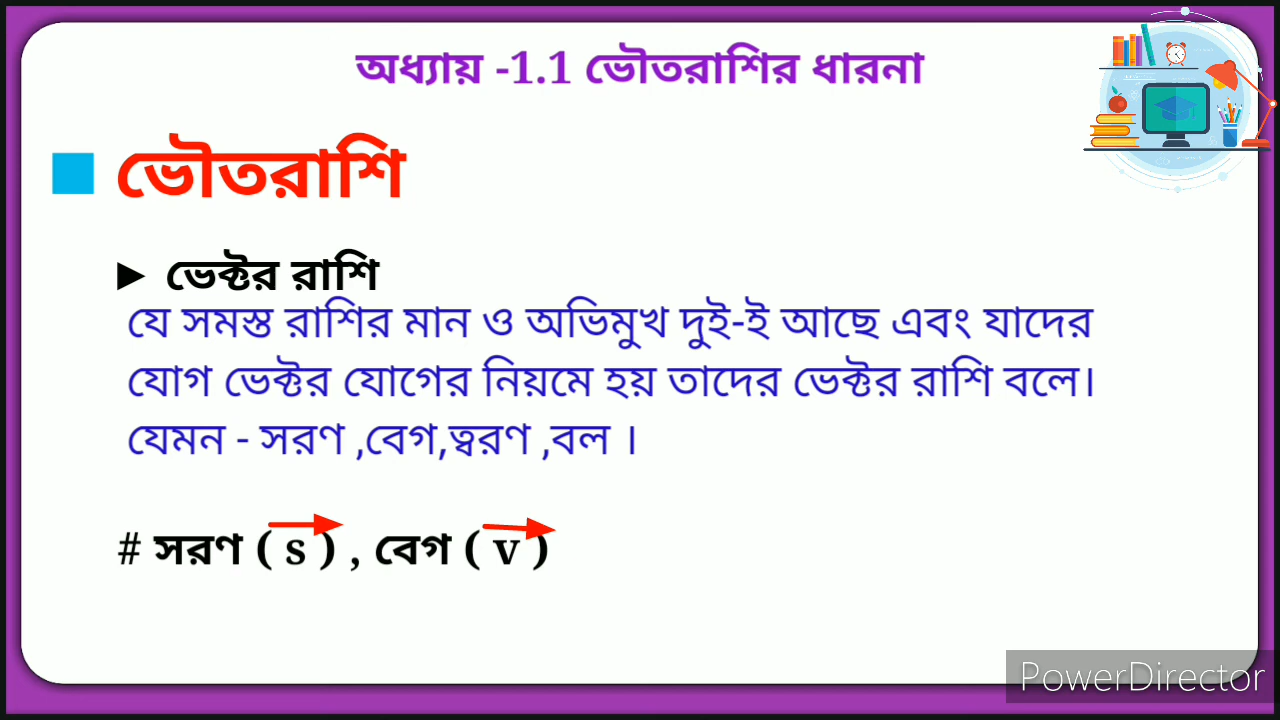 অধ্যায় -1.1 ভৌতরাশির ধারনা
ভৌতরাশি
► ভেক্টর রাশি
যে সমস্ত রাশির মান ও অভিমুখ দুই-ই আছে এবং যাদের
যোগ ভেক্টর যোগের নিয়মে হয় তাদের ভেক্টর রাশি বলে।
যেমন - সরণ ,বেগ,ত্বরণ ,বল ।
# সরণ ( s ) , বেগ ( v )
PowerDirector